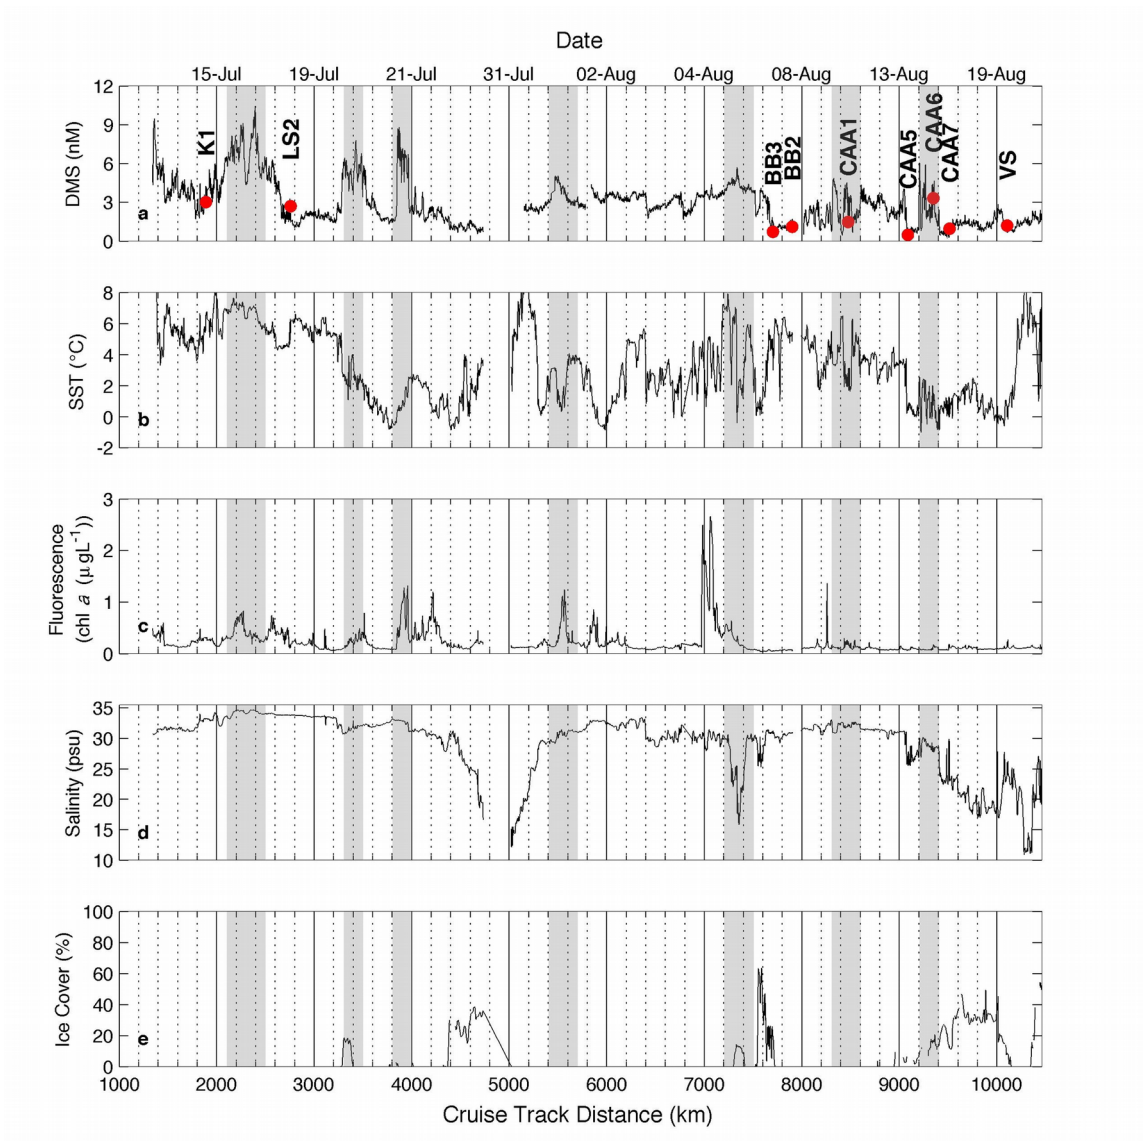 Date
15-Jul 19-Jul 21-Jul 31-Jul 02-Aug 04-Aug 08-Aug 13-Aug 19-Aug
DMS (nM)
12
9
6
3
0
K1
LS2
BB3
BB2
CAA1
CAA5
CAA6
CAA7
VS
a
SST (°C)
8
6
4
2
0
-2
b
Fluorescence
(chl a (μ gL-1))
3
2
1
0
c
Salinity (psu)
35
30
25
20
15
10
d
Ice Cover (%)
100
80
60
40
20
0
e
1000 2000 3000 4000 5000 6000 7000 8000 9000 10000
Cruise Track Distance (km)